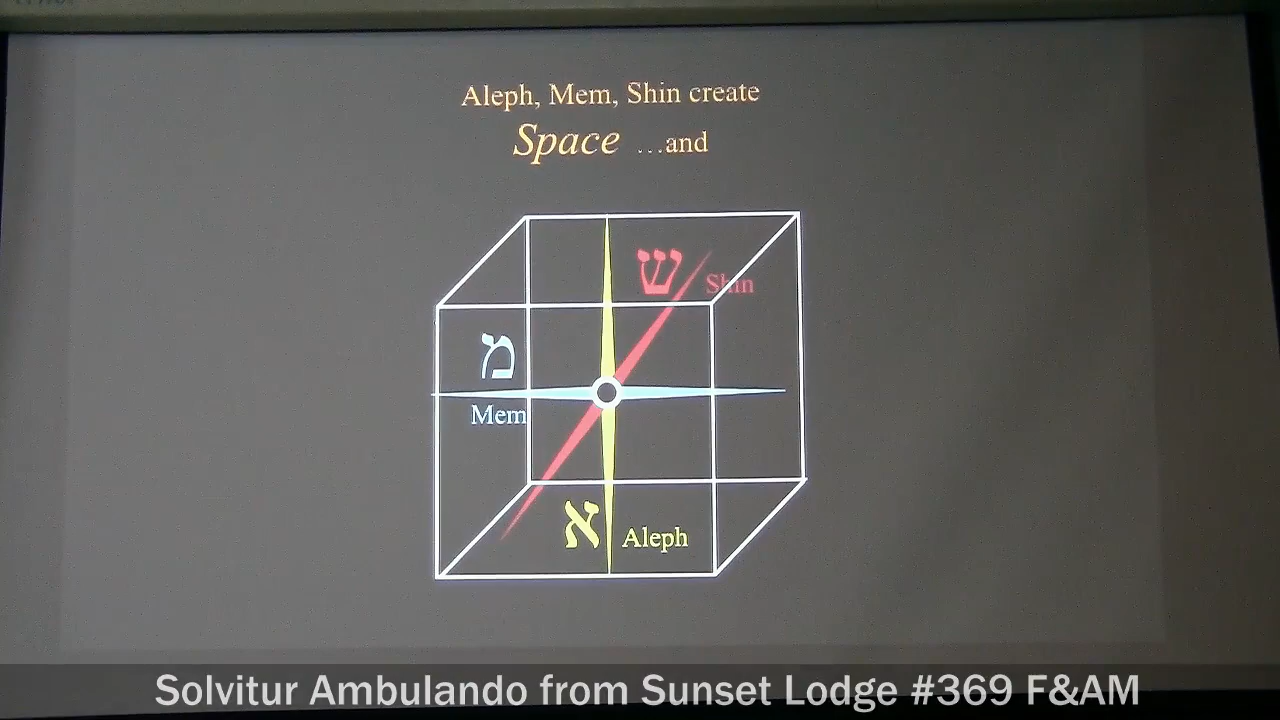 Aleph, Mem, Shin create
Space ...and
ש
Shin
מ
Mem
א
Aleph
Solvitur Ambulando from Sunset Lodge #369 F&AM